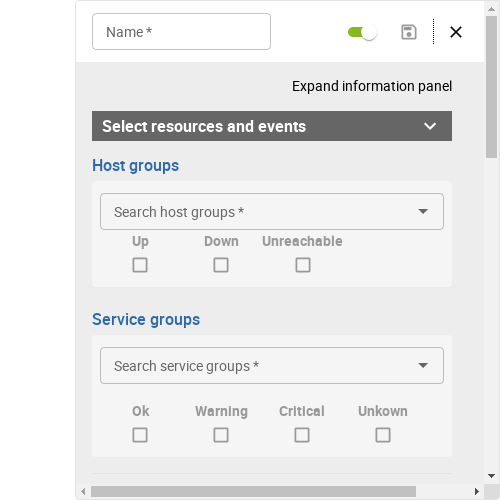 Name *
Expand information panel
Select resources and events
Host groups
Search host groups *
Up Down Unreachable
Service groups
Search service groups *
Ok Warning Critical Unkown